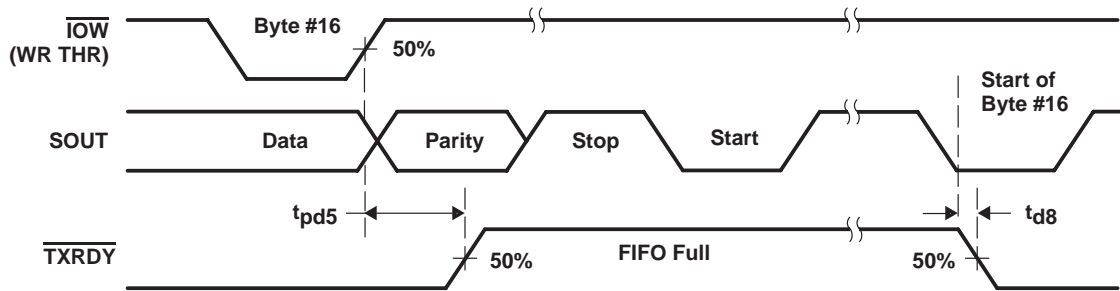 IOW
(WR THR)
Byte #16
50%
Start of
Byte #16
SOUT
Data
Parity
Stop
Start
tpd5
td8
TXRDY
50%
FIFO Full
50%